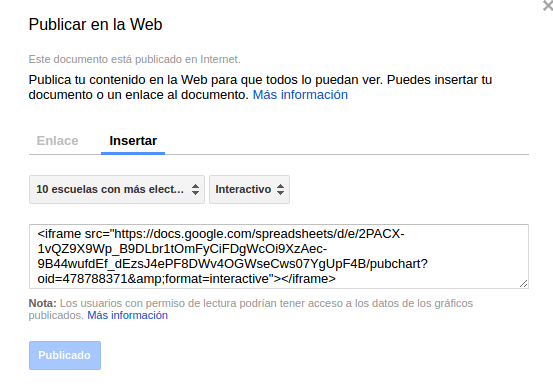 Publicar en la Web
Este documento está publicado en Internet.
Publica tu contenido en la Web para que todos lo puedan ver. Puedes insertar tu
documento o un enlace al documento. Más información
Enlace Insertar
10 escuelas con más elect... Interactivo
<iframe src="https://docs.google.com/spreadsheets/d/e/2PACX-
1vQZ9X9Wp_B9DLbr1tOmFyCiFDgWcOi9XzAec-
9B44wufdEf_dEzsJ4ePF8DWv4OGWseCws07YgUpF4B/pubchart?
oid=478788371&amp;format=interactive"></iframe>
Nota: Los usuarios con permiso de lectura podrían tener acceso a los datos de los gráficos
publicados. Más información
Publicado